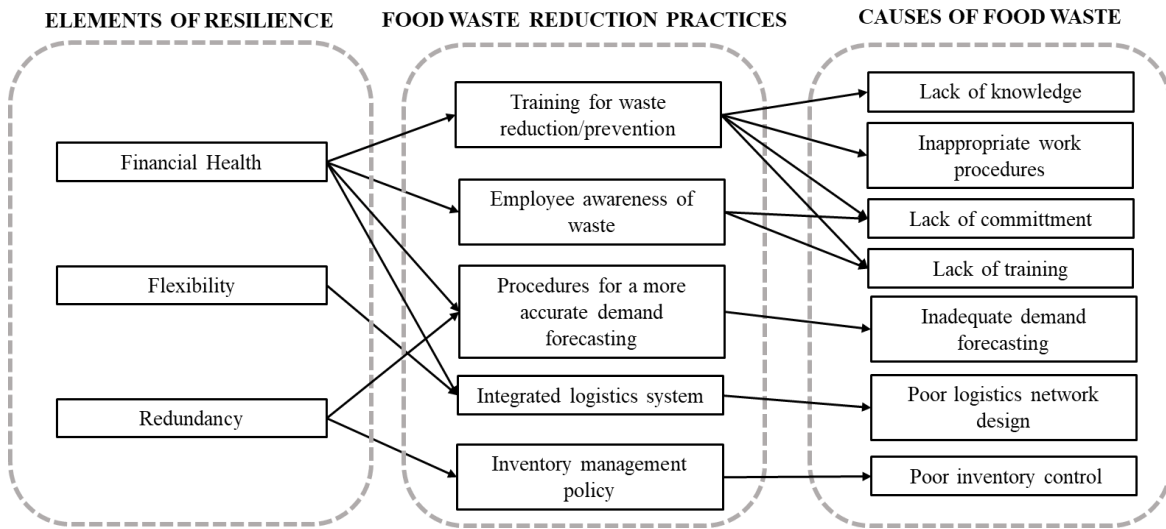 ELEMENTS OF RESILIENCE
FOOD WASTE REDUCTION PRACTICES
CAUSES OF FOOD WASTE
Financial Health
Flexibility
Redundancy
Training for waste
reduction/prevention
Employee awareness of
waste
Procedures for a more
accurate demand
forecasting
Integrated logistics system
Inventory management
policy
Lack of knowledge
Inappropriate work
procedures
Lack of committment
Lack of training
Inadequate demand
forecasting
Poor logistics network
design
Poor inventory control